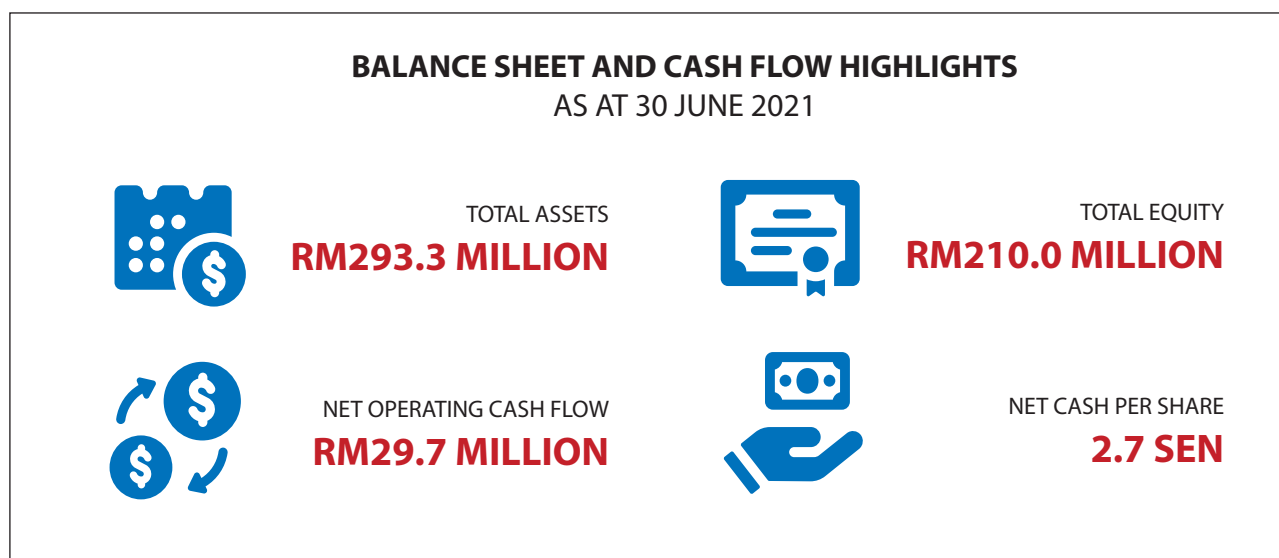 BALANCE SHEET AND CASH FLOW HIGHLIGHTS
AS AT 30 JUNE 2021
TOTAL ASSETS
RM293.3 MILLION
TOTAL EQUITY
RM210.0 MILLION
NET OPERATING CASH FLOW
RM29.7 MILLION
NET CASH PER SHARE
2.7 SEN